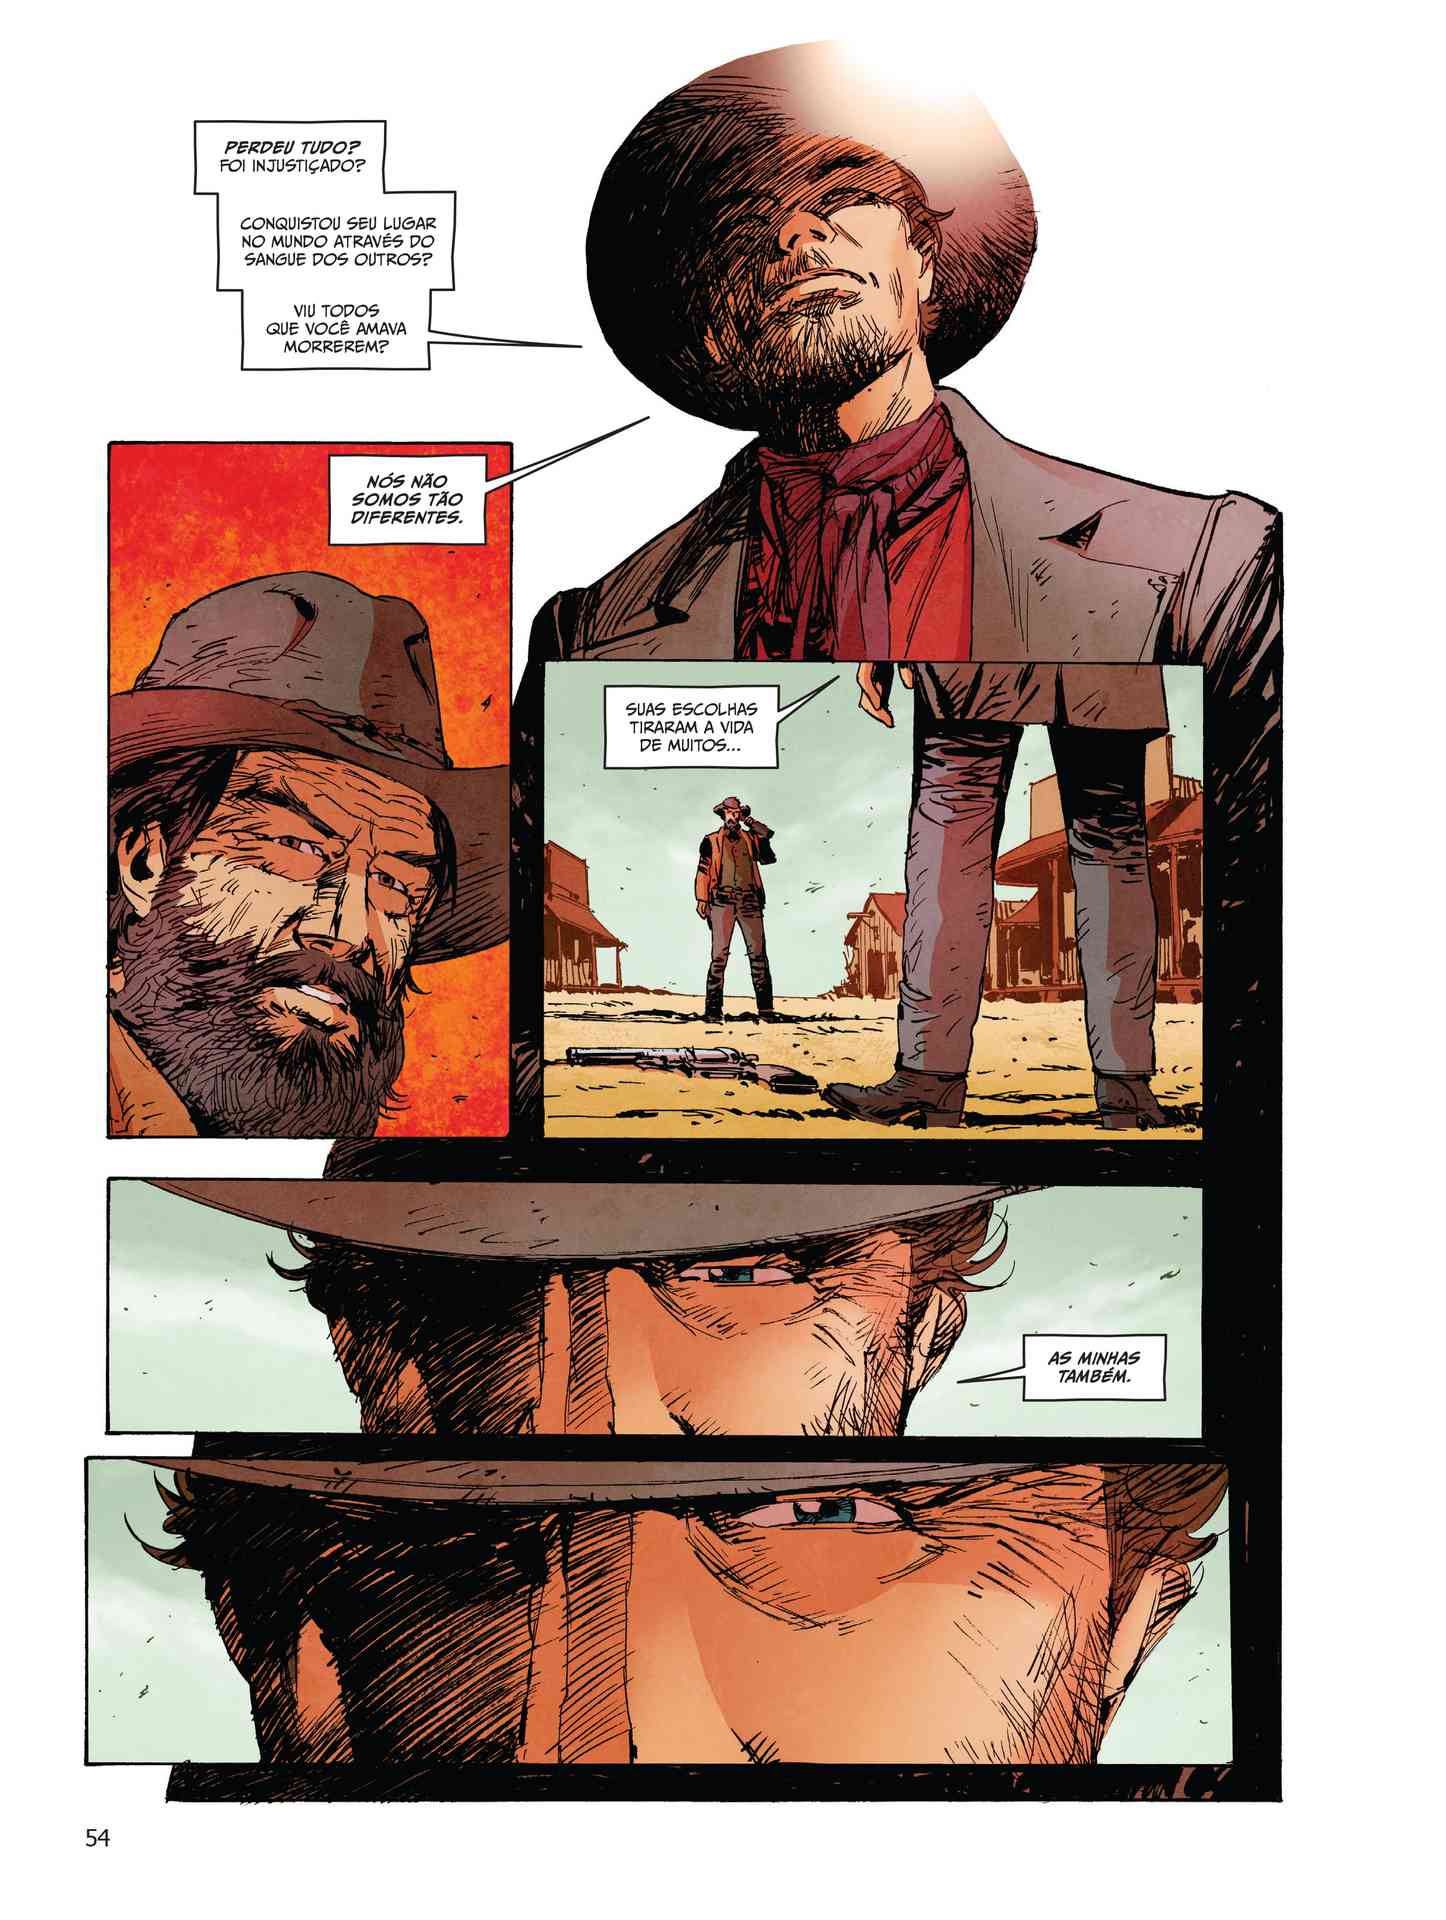 PERDEU TUDO?
FOI INJUSTIÇADO?
CONQUISTOU SEU LUGAR
NO MUNDO ATRAVÉS DO
SANGUE DOS OUTROS?
VIU TODOS
QUE VOCÊ AMAVA
MORREREM?
NÓS NÃO
SOMOS TÃO
DIFERENTES.
SUAS ESCOLHAS
TIRARAM A VIDA
DE MUITOS...
AS MINHAS
TAMBÉM.
54